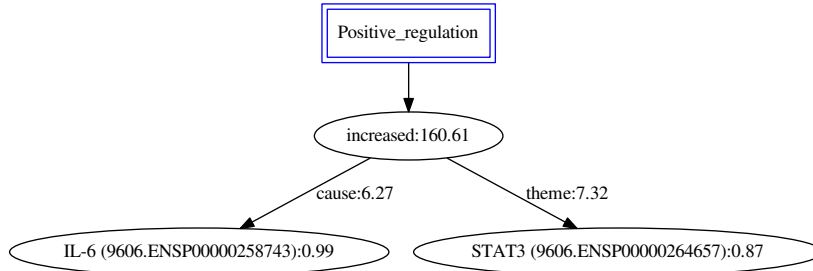 Positive_regulation
increased:160.61
cause:6.27
theme:7.32
IL-6 (9606.ENSP00000258743):0.99
STAT3 (9606.ENSP00000264657):0.87